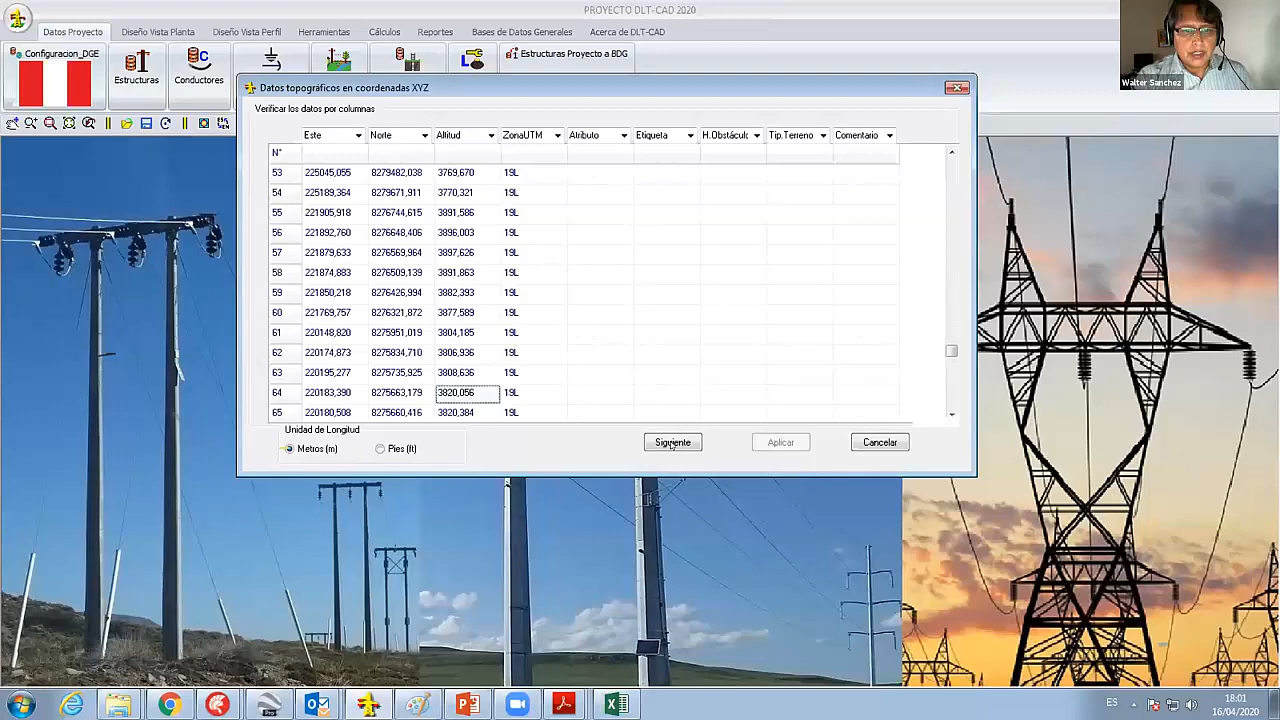 PROYECTO DLT-CAD 2020
Datos Proyecto
Diseño Vista Planta
Diseño Vista Perfil
Herramientas
Cálculos
Reportes
Bases de Datos Generales
Acerca de DLT-CAD
Configuracion_DGE
Estructuras
Conductores
Estructuras Proyecto a BDG
Walter Sanchez
Datos topográficos en coordenadas XYZ
Verificar los datos por columnas
Este Norte Altitud ZonaUTM Atributo Etiqueta H.Obstáculo Tip.Terreno Comentario
N°
53 225045,055 8279482,038 3769,670 19L
54 225189,364 8279671,911 3770,321 19L
55 221905,918 8276744,615 3891,586 19L
56 221892,760 8276648,406 3896,003 19L
57 221879,633 8276569,964 3897,626 19L
58 221874,883 8276509,139 3891,863 19L
59 221850,218 8276426,994 3882,393 19L
60 221769,757 8276321,972 3877,589 19L
61 220148,820 8275951,019 3804,185 19L
62 220174,873 8275834,710 3806,936 19L
63 220195,277 8275735,925 3808,636 19L
64 220183,390 8275663,179 3820,056 19L
65 220180,508 8275660,416 3820,384 19L
Unidad de Longitud
Metros (m)
Pies (ft)
Siguiente
Aplicar
Cancelar
ES
18:01
16/04/2020